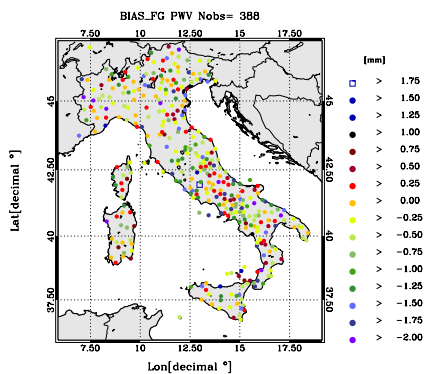 BIAS_FG PWV Nobs= 388
7.50 10 12.50 15 17.50
[mm]
> 1.75
> 1.50
> 1.25
> 1.00
> 0.75
> 0.50
> 0.25
> 0.00
> -0.25
> -0.50
> -0.75
> -1.00
> -1.25
> -1.50
> -1.75
> -2.00
Lat[decimal °]
45 42.50 40 37.50
45 42.50 40 37.50
7.50 10 12.50 15 17.50
Lon[decimal °]